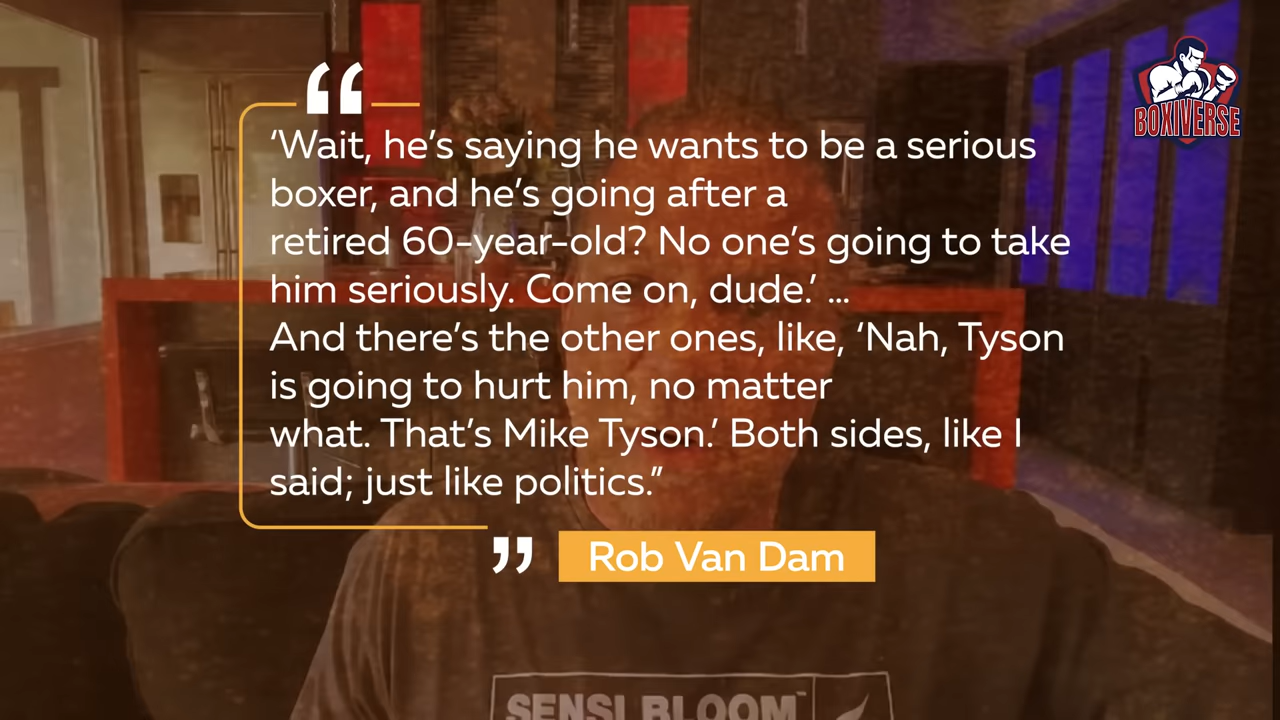 BOXIVERSE
“
‘Wait, he’s saying he wants to be a serious
boxer, and he’s going after a
retired 60-year-old? No one’s going to take
him seriously. Come on, dude.’ ...
And there’s the other ones, like, ‘Nah, Tyson
is going to hurt him, no matter
what. That’s Mike Tyson.’ Both sides, like I
said; just like politics.”
”
Rob Van Dam
SENSI BLOOM™